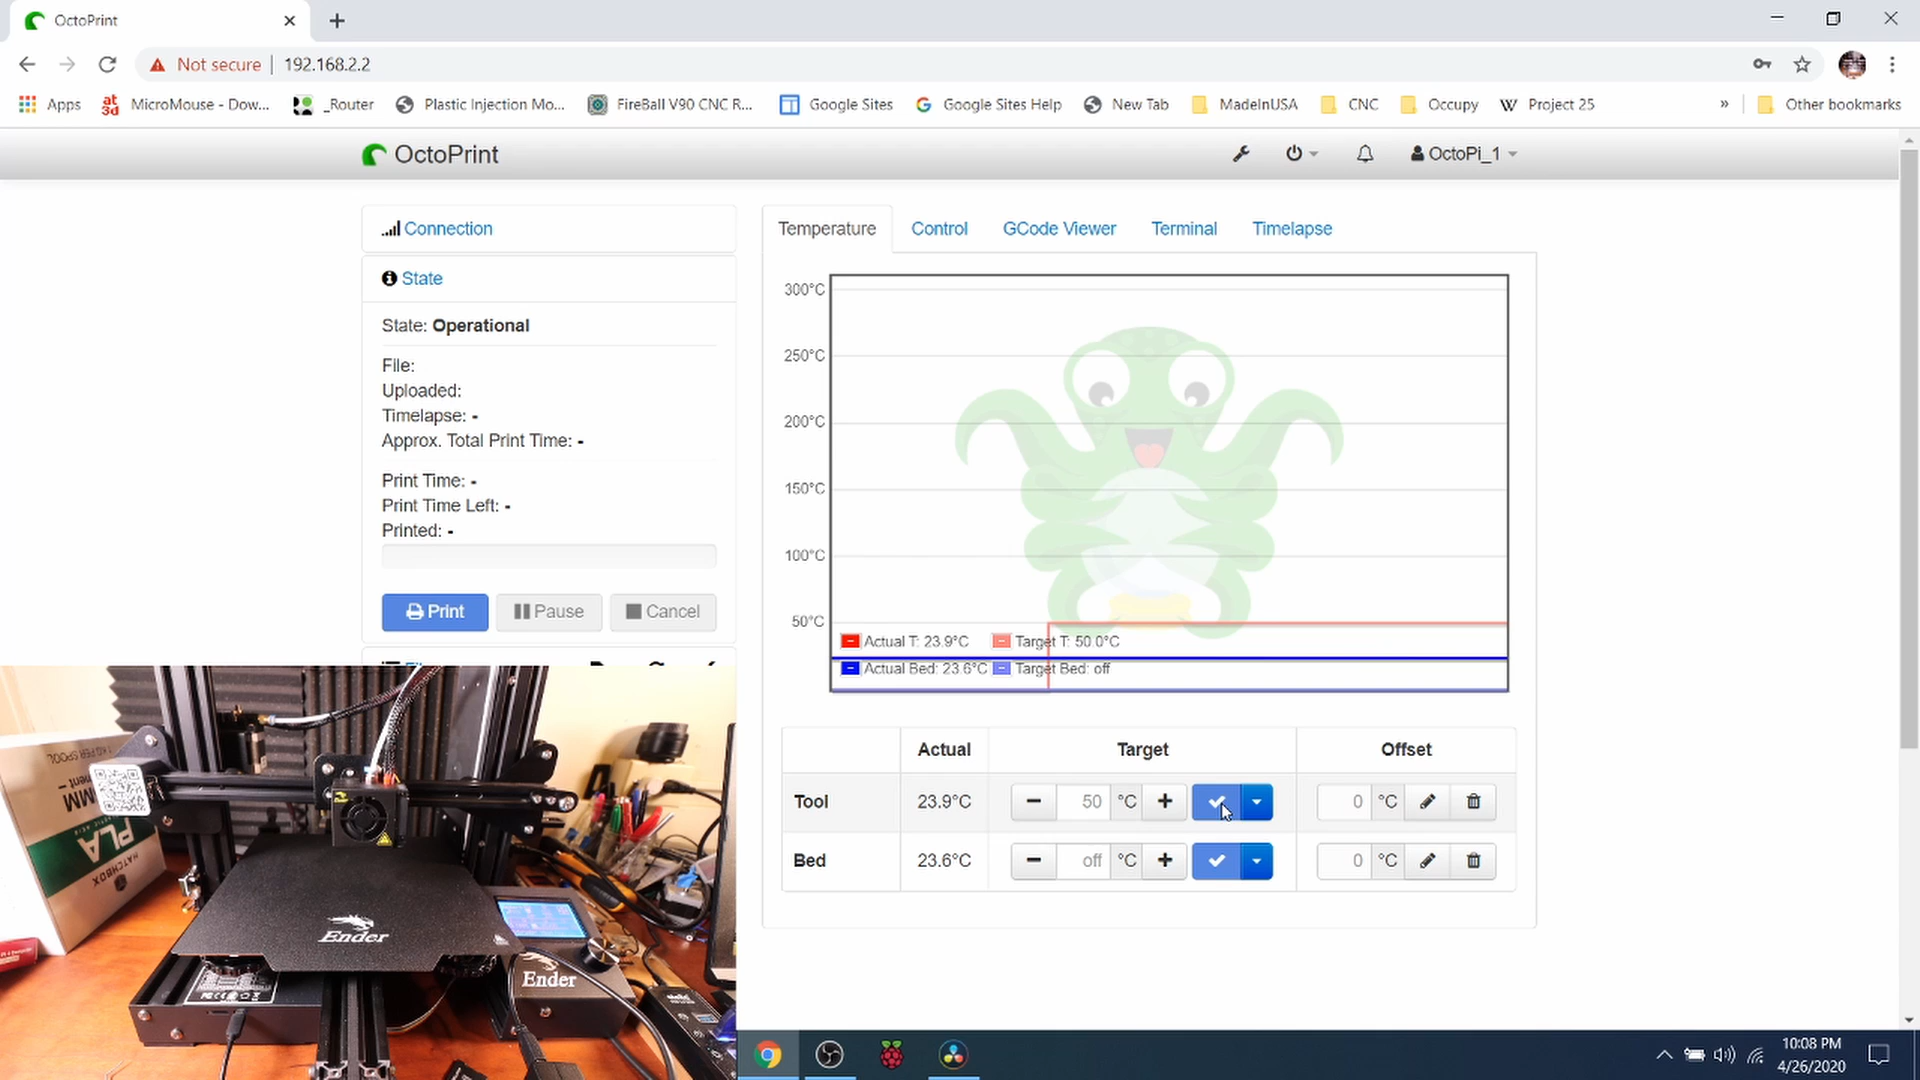 OctoPrint
Not secure
192.168.2.2
Apps
MicroMouse - Dow...
_Router
Plastic Injection Mo...
FireBall V90 CNC R...
Google Sites
Google Sites Help
New Tab
MadeInUSA
CNC
Occupy
Project 25
»
Other bookmarks
OctoPrint
OctoPi_1
Connection
State
State: Operational
File:
Uploaded:
Timelapse: -
Approx. Total Print Time: -
Print Time: -
Print Time Left: -
Printed: -
Print
Pause
Cancel
Temperature
Control
GCode Viewer
Terminal
Timelapse
300°C
250°C
200°C
150°C
100°C
50°C
Actual T: 23.9°C
Target T: 50.0°C
Actual Bed: 23.6°C
Target Bed: off
Actual
Target
Offset
Tool
23.9°C
50 °C
0 °C
Bed
23.6°C
off °C
0 °C
1 KG PER SPOOL
PLA
HATCHBOX
Ender
Ender
10:08 PM
4/26/2020